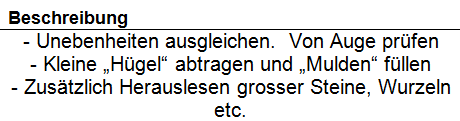 Beschreibung
- Unebenheiten ausgleichen.  Von Auge prüfen
- Kleine „Hügel“ abtragen und „Mulden“ füllen
- Zusätzlich Herauslesen grosser Steine, Wurzeln
etc.